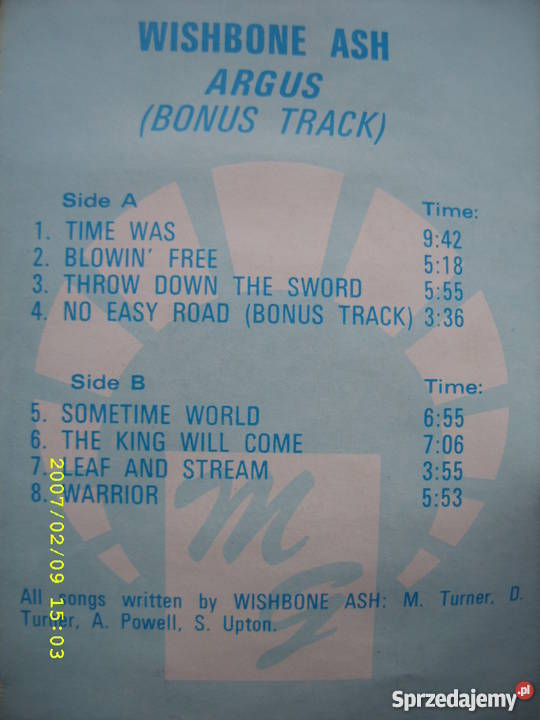 WISHBONE ASH
ARGUS
(BONUS TRACK)
Side A Time:
1. TIME WAS 9:42
2. BLOWIN' FREE 5:18
3. THROW DOWN THE SWORD 5:55
4. NO EASY ROAD (BONUS TRACK) 3:36
Side B Time:
5. SOMETIME WORLD 6:55
6. THE KING WILL COME 7:06
7. LEAF AND STREAM 3:55
8. WARRIOR 5:53
MG
All songs written by WISHBONE ASH: M. Turner, D.
Turner, A. Powell, S. Upton.
2007/02/09 15:03
Sprzedajemy.pl